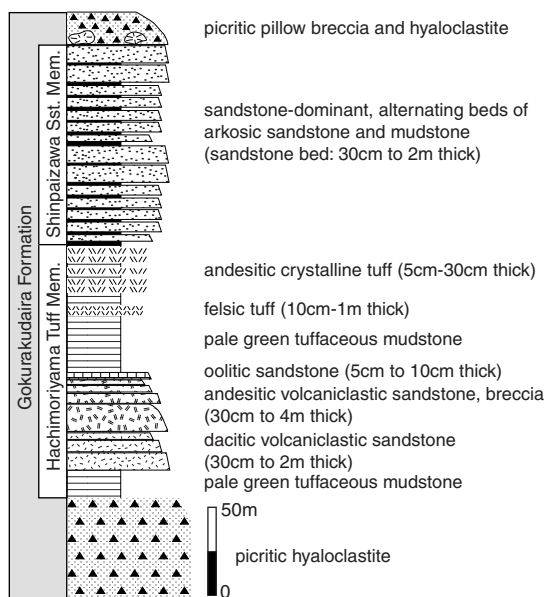 Gokurakudaira Formation
Shinpaizawa Sst. Mem.
Hachimoriyama Tuff Mem.
picritic pillow breccia and hyaloclastite
sandstone-dominant, alternating beds of
arkosic sandstone and mudstone
(sandstone bed: 30cm to 2m thick)
andesitic crystalline tuff (5cm-30cm thick)
felsic tuff (10cm-1m thick)
pale green tuffaceous mudstone
oolitic sandstone (5cm to 10cm thick)
andesitic volcaniclastic sandstone, breccia
(30cm to 4m thick)
dacitic volcaniclastic sandstone
(30cm to 2m thick)
pale green tuffaceous mudstone
50m
picritic hyaloclastite
0